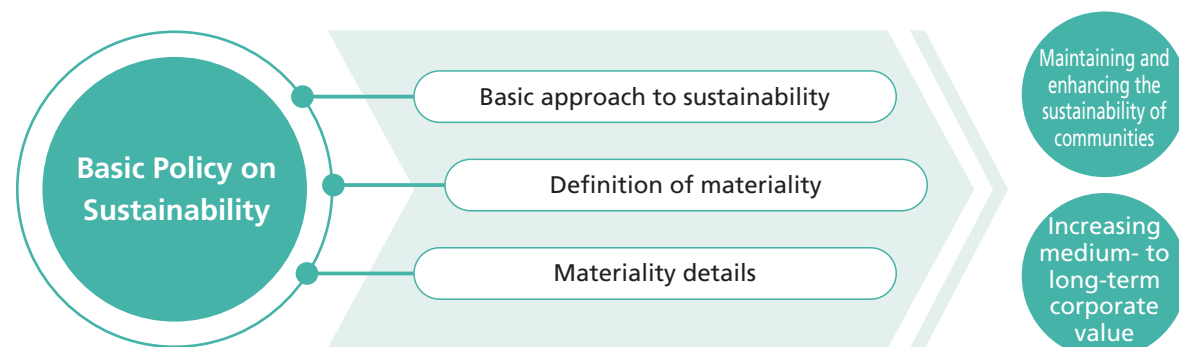 Basic Policy on
Sustainability
Basic approach to sustainability
Definition of materiality
Materiality details
Maintaining and
enhancing the
sustainability of
communities
Increasing
medium- to
long-term
corporate
value